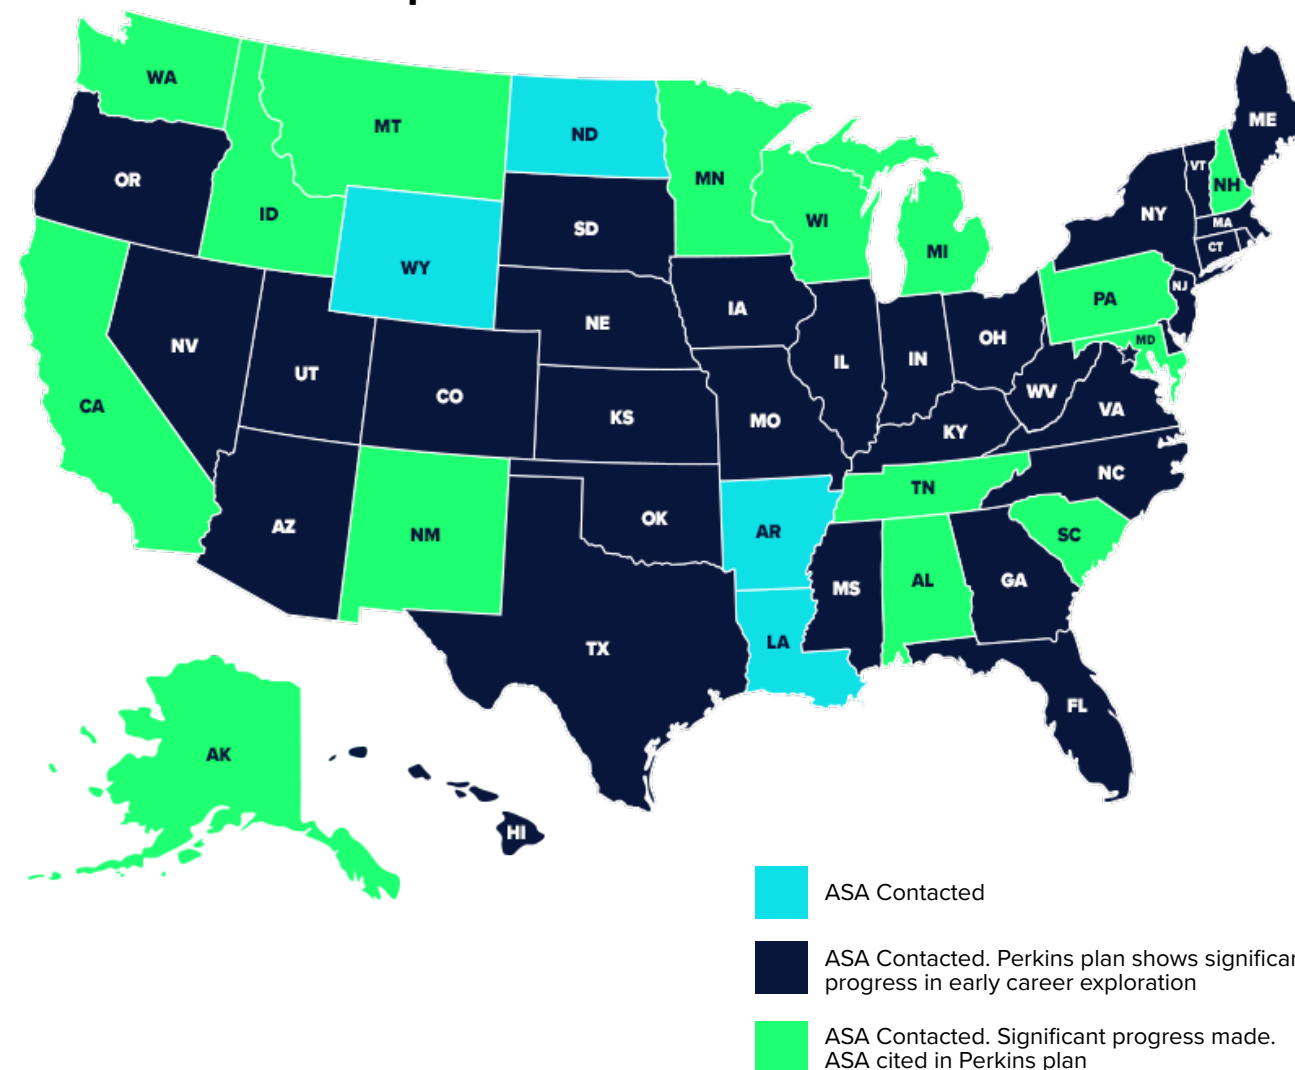 WA
MT
ND
MN
OR
ID
WY
SD
WI
MI
ME
VT
NH
NY
MA
CT
NV
UT
CO
NE
IA
IL
IN
OH
PA
NJ
MD
CA
KS
MO
KY
WV
VA
AZ
NM
OK
AR
TN
NC
SC
TX
LA
MS
AL
GA
FL
AK
HI
ASA Contacted
ASA Contacted. Perkins plan shows significan
progress in early career exploration
ASA Contacted. Significant progress made.
ASA cited in Perkins plan